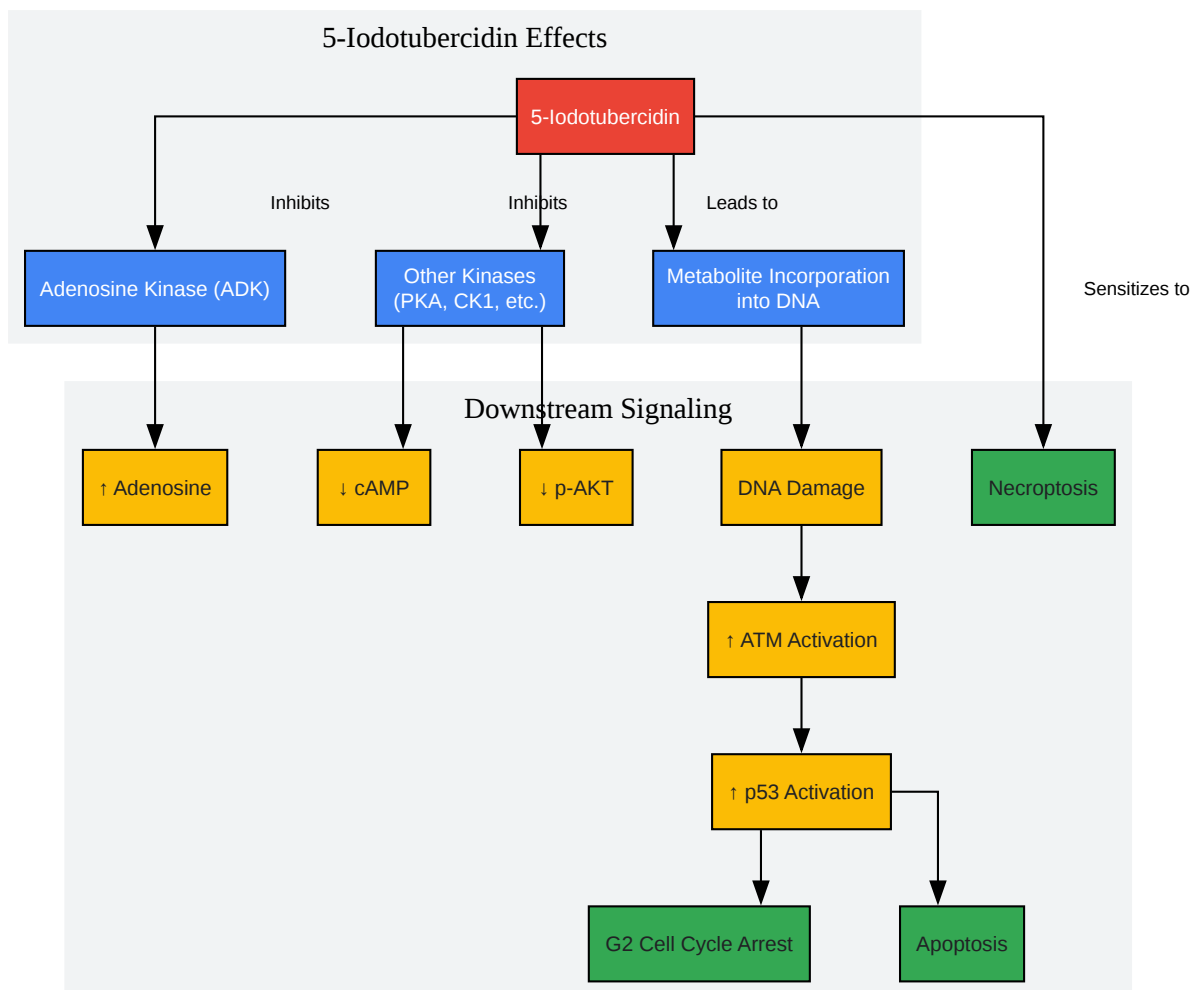 5-Iodotubercidin Effects
5-Iodotubercidin
Inhibits
Inhibits
Leads to
Adenosine Kinase (ADK)
Other Kinases
(PKA, CK1, etc.)
Metabolite Incorporation
into DNA
Sensitizes to
Downstream Signaling
↑ Adenosine
↓ cAMP
↓ p-AKT
DNA Damage
Necroptosis
↑ ATM Activation
↑ p53 Activation
G2 Cell Cycle Arrest
Apoptosis